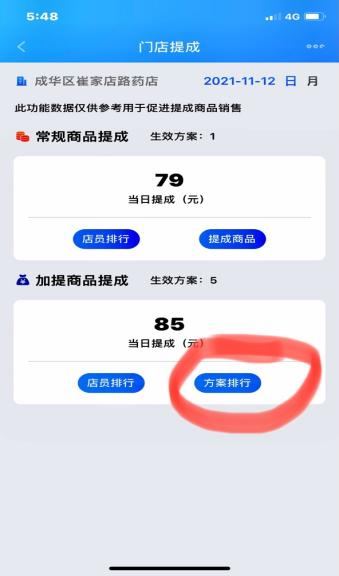 5:48
4G
门店提成
成华区崔家店路药店
2021-11-12 日 月
此功能数据仅供参考用于促进提成商品销售
常规商品提成 生效方案：1
79
当日提成（元）
店员排行 提成商品
加提商品提成 生效方案：5
85
当日提成（元）
店员排行 方案排行